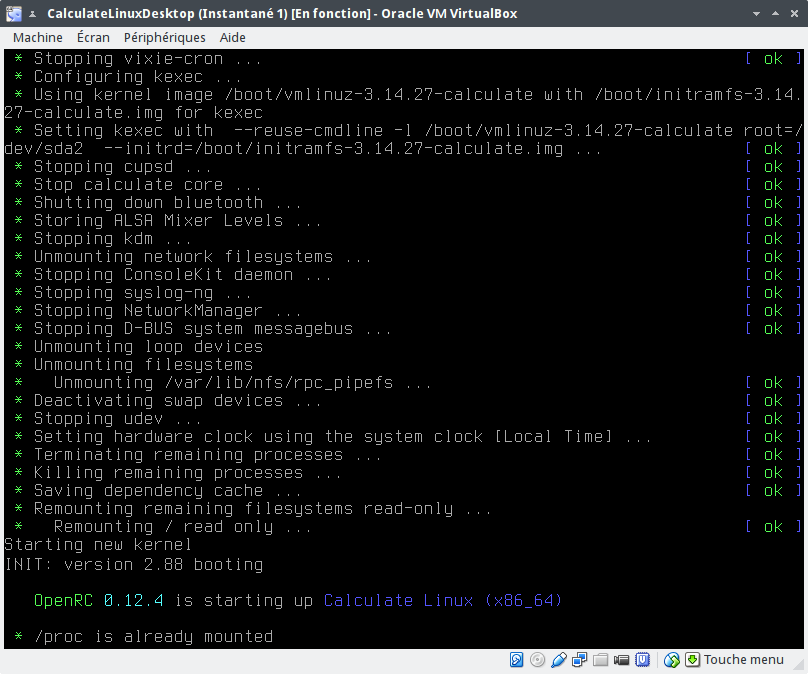 CalculateLinuxDesktop (Instantané 1) [En fonction] - Oracle VM VirtualBox
Machine Écran Périphériques Aide
* Stopping vixie-cron ... [ ok ]
* Configuring kexec ...
* Using kernel image /boot/vmlinuz-3.14.27-calculate with /boot/initramfs-3.14.
27-calculate.img for kexec
* Setting kexec with  --reuse-cmdline -l /boot/vmlinuz-3.14.27-calculate root=/
dev/sda2  --initrd=/boot/initramfs-3.14.27-calculate.img ... [ ok ]
* Stopping cupsd ... [ ok ]
* Stop calculate core ... [ ok ]
* Shutting down bluetooth ... [ ok ]
* Storing ALSA Mixer Levels ... [ ok ]
* Stopping kdm ... [ ok ]
* Unmounting network filesystems ... [ ok ]
* Stopping ConsoleKit daemon ... [ ok ]
* Stopping syslog-ng ... [ ok ]
* Stopping NetworkManager ... [ ok ]
* Stopping D-BUS system messagebus ... [ ok ]
* Unmounting loop devices
* Unmounting filesystems
*   Unmounting /var/lib/nfs/rpc_pipefs ... [ ok ]
* Deactivating swap devices ... [ ok ]
* Stopping udev ... [ ok ]
* Setting hardware clock using the system clock [Local Time] ... [ ok ]
* Terminating remaining processes ... [ ok ]
* Killing remaining processes ... [ ok ]
* Saving dependency cache ... [ ok ]
* Remounting remaining filesystems read-only ...
*   Remounting / read only ... [ ok ]
Starting new kernel
INIT: version 2.88 booting
OpenRC 0.12.4 is starting up Calculate Linux (x86_64)
* /proc is already mounted
Touche menu